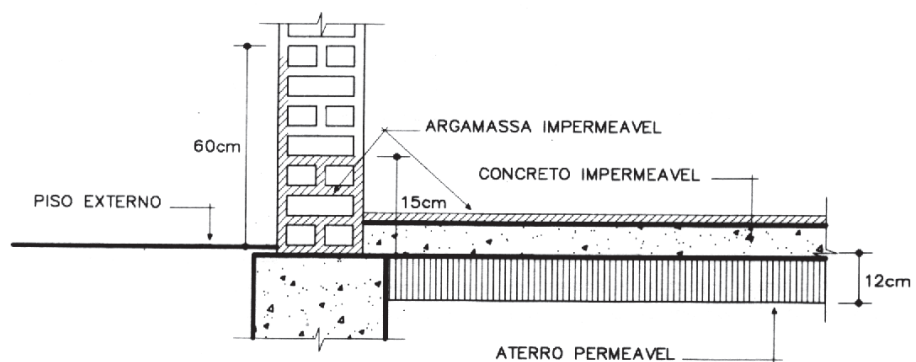 60cm
ARGAMASSA IMPERMEAVEL
CONCRETO IMPERMEAVEL
PISO EXTERNO
15cm
12cm
ATERRO PERMEAVEL